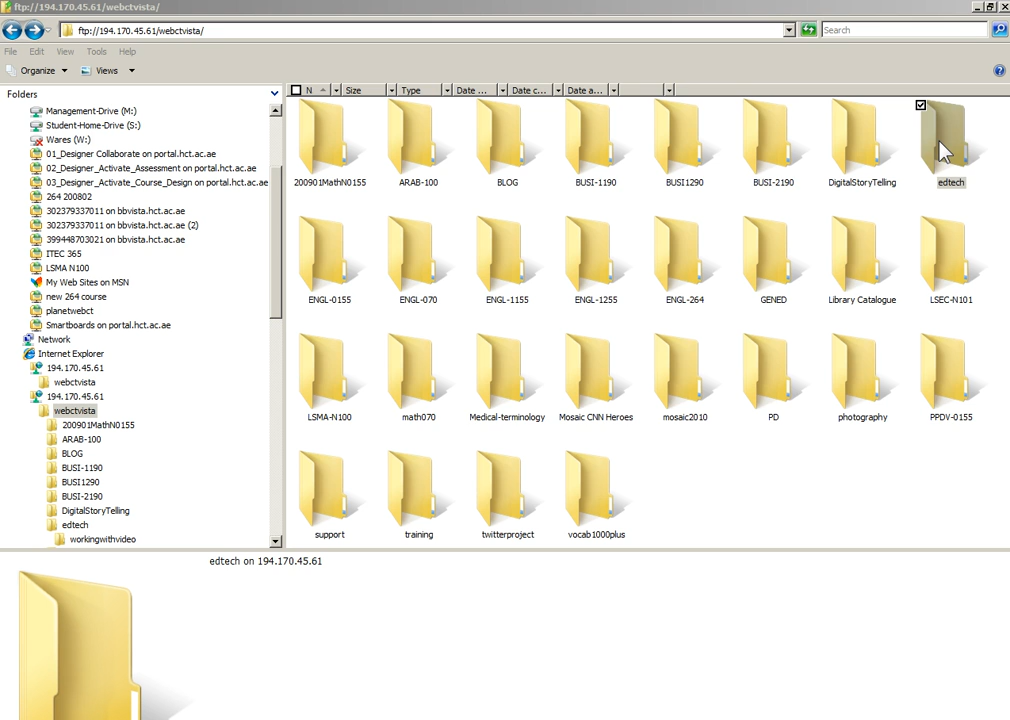 ftp://194.170.45.61/webctvista/
ftp://194.170.45.61/webctvista/
Search
File Edit View Tools Help
Organize Views
Folders
Management-Drive (M:)
Student-Home-Drive (S:)
Wares (W:)
01_Designer Collaborate on portal.hct.ac.ae
02_Designer_Activate_Assessment on portal.hct.ac.ae
03_Designer_Activate_Course_Design on portal.hct.ac.ae
264 200802
302379337011 on bbvista.hct.ac.ae
302379337011 on bbvista.hct.ac.ae (2)
399448703021 on bbvista.hct.ac.ae
ITEC 365
LSMA N100
My Web Sites on MSN
new 264 course
planetwebct
Smartboards on portal.hct.ac.ae
Network
Internet Explorer
194.170.45.61
webctvista
194.170.45.61
webctvista
200901MathN0155
ARAB-100
BLOG
BUSI-1190
BUSI1290
BUSI-2190
DigitalStoryTelling
edtech
workingwithvideo
N Size Type Date ... Date c... Date a...
200901MathN0155 ARAB-100 BLOG BUSI-1190 BUSI1290 BUSI-2190 DigitalStoryTelling edtech
ENGL-0155 ENGL-070 ENGL-1155 ENGL-1255 ENGL-264 GENED Library Catalogue LSEC-N101
LSMA-N100 math070 Medical-terminology Mosaic CNN Heroes mosaic2010 PD photography PPDV-0155
support training twitterproject vocab1000plus
edtech on 194.170.45.61